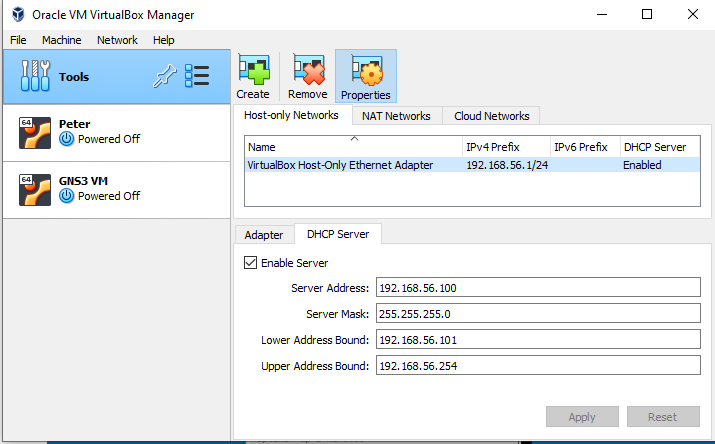 Oracle VM VirtualBox Manager
File Machine Network Help
Tools
Create Remove Properties
64 Peter
Powered Off
64 GNS3 VM
Powered Off
Host-only Networks NAT Networks Cloud Networks
Name IPv4 Prefix IPv6 Prefix DHCP Server
VirtualBox Host-Only Ethernet Adapter 192.168.56.1/24 Enabled
Adapter DHCP Server
Enable Server
Server Address: 192.168.56.100
Server Mask: 255.255.255.0
Lower Address Bound: 192.168.56.101
Upper Address Bound: 192.168.56.254
Apply Reset